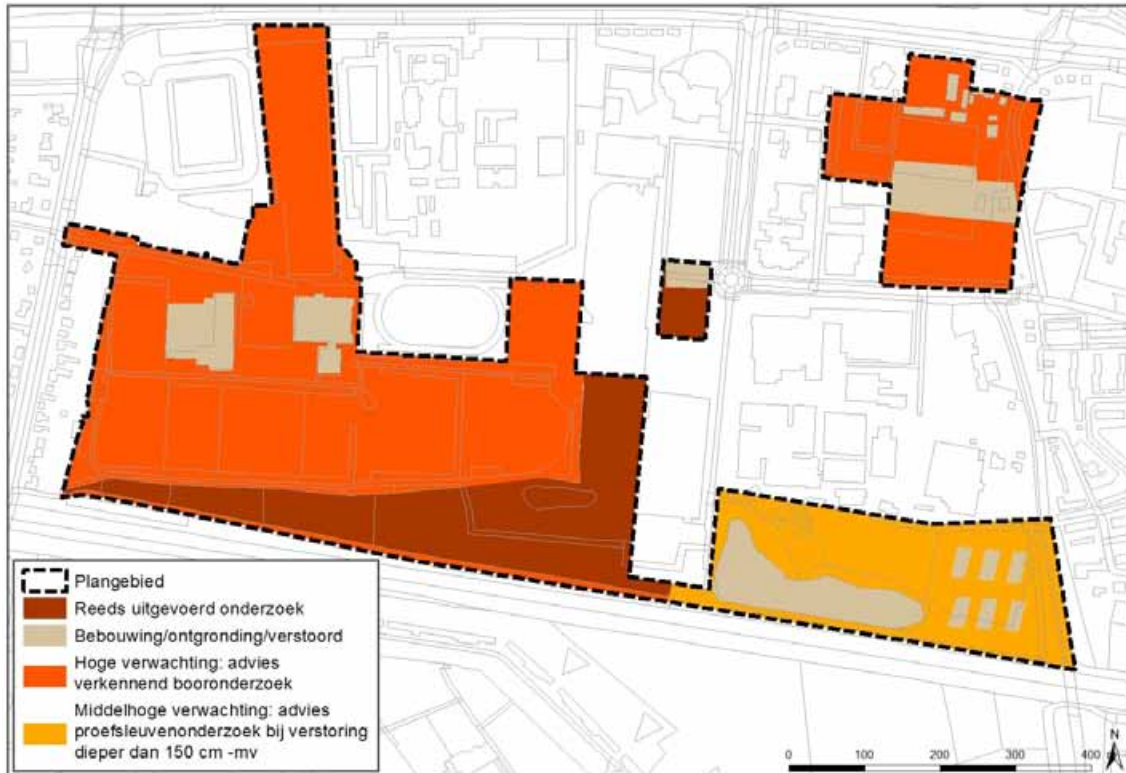 Plangebied
Reeds uitgevoerd onderzoek
Bebouwing/ontgronding/verstoord
Hoge verwachting: advies
verkennend booronderzoek
Middelhoge verwachting: advies
proefsleuvenonderzoek bij verstoring
dieper dan 150 cm -mv
N
0 100 200 300 400